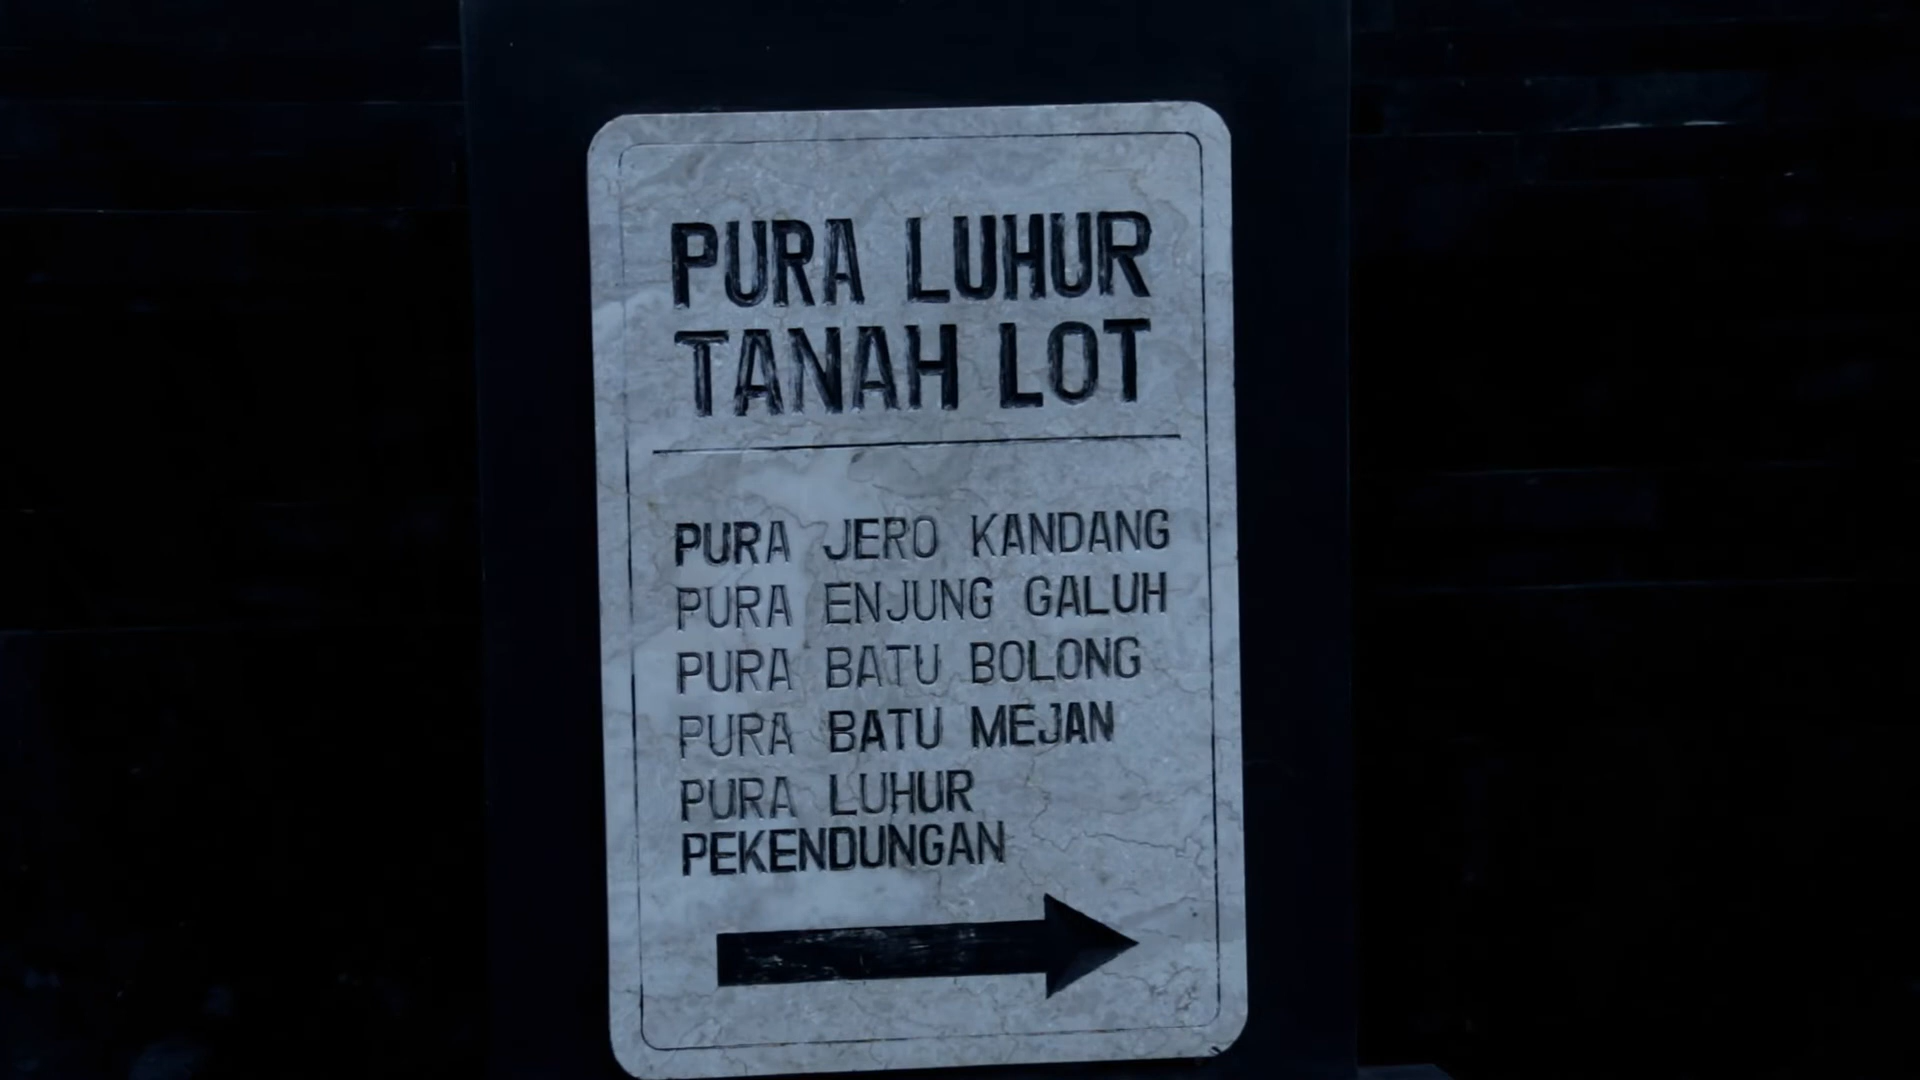 PURA LUHUR
TANAH LOT
PURA JERO KANDANG
PURA ENJUNG GALUH
PURA BATU BOLONG
PURA BATU MEJAN
PURA LUHUR
PEKENDUNGAN